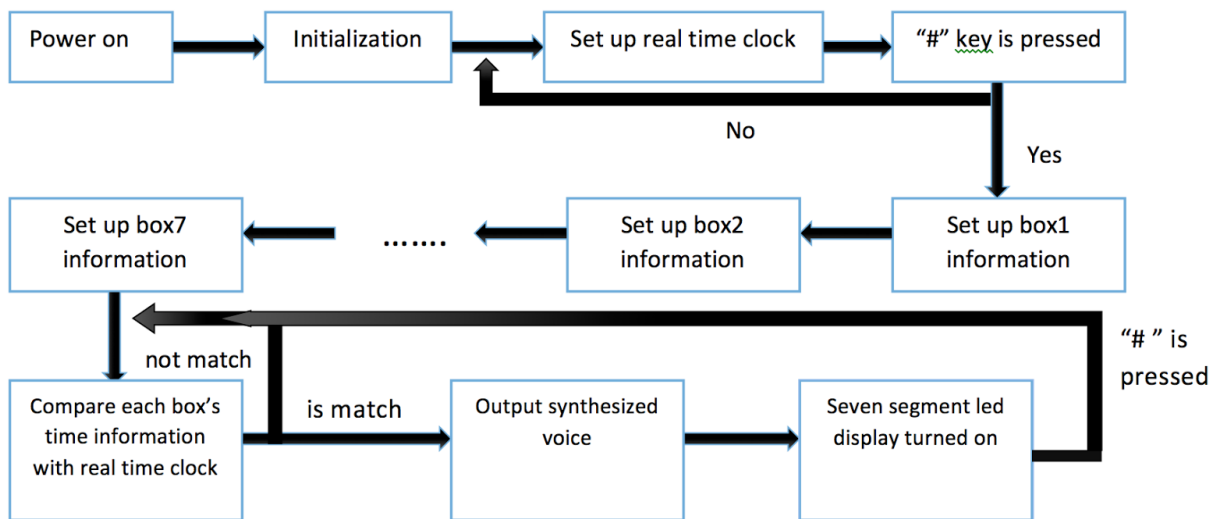 Power on
Initialization
Set up real time clock
“#” key is pressed
No
Yes
Set up box7
information
.......
Set up box2
information
Set up box1
information
not match
“# ” is
pressed
Compare each box’s
time information
with real time clock
is match
Output synthesized
voice
Seven segment led
display turned on